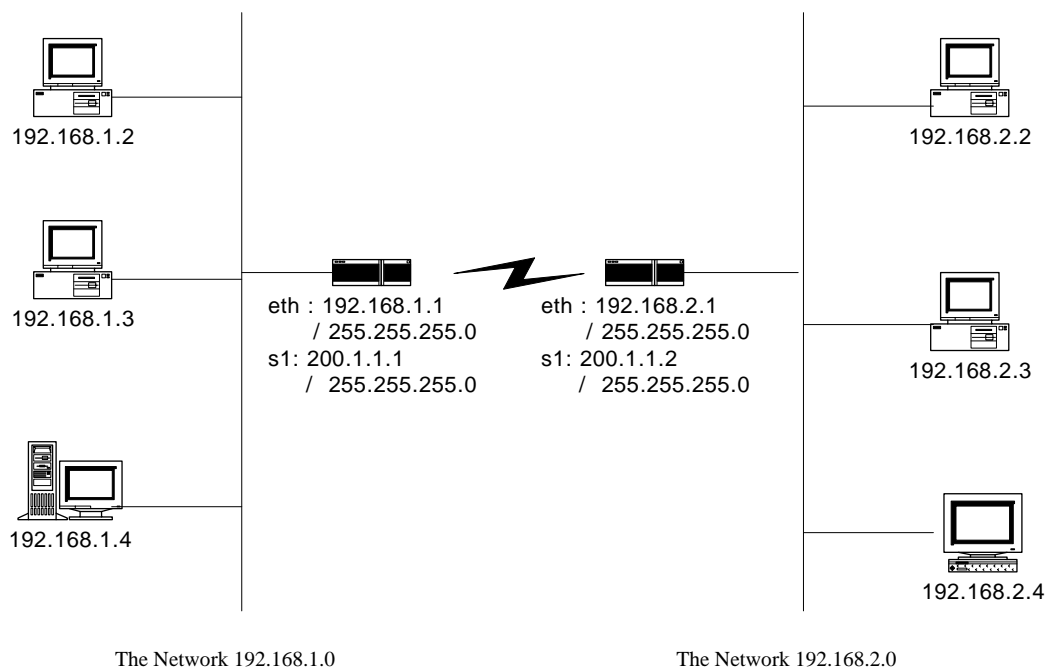 192.168.1.2
192.168.2.2
192.168.1.3
eth : 192.168.1.1
/ 255.255.255.0
s1: 200.1.1.1
/ 255.255.255.0
eth : 192.168.2.1
/ 255.255.255.0
s1: 200.1.1.2
/ 255.255.255.0
192.168.2.3
192.168.1.4
192.168.2.4
The Network 192.168.1.0
The Network 192.168.2.0